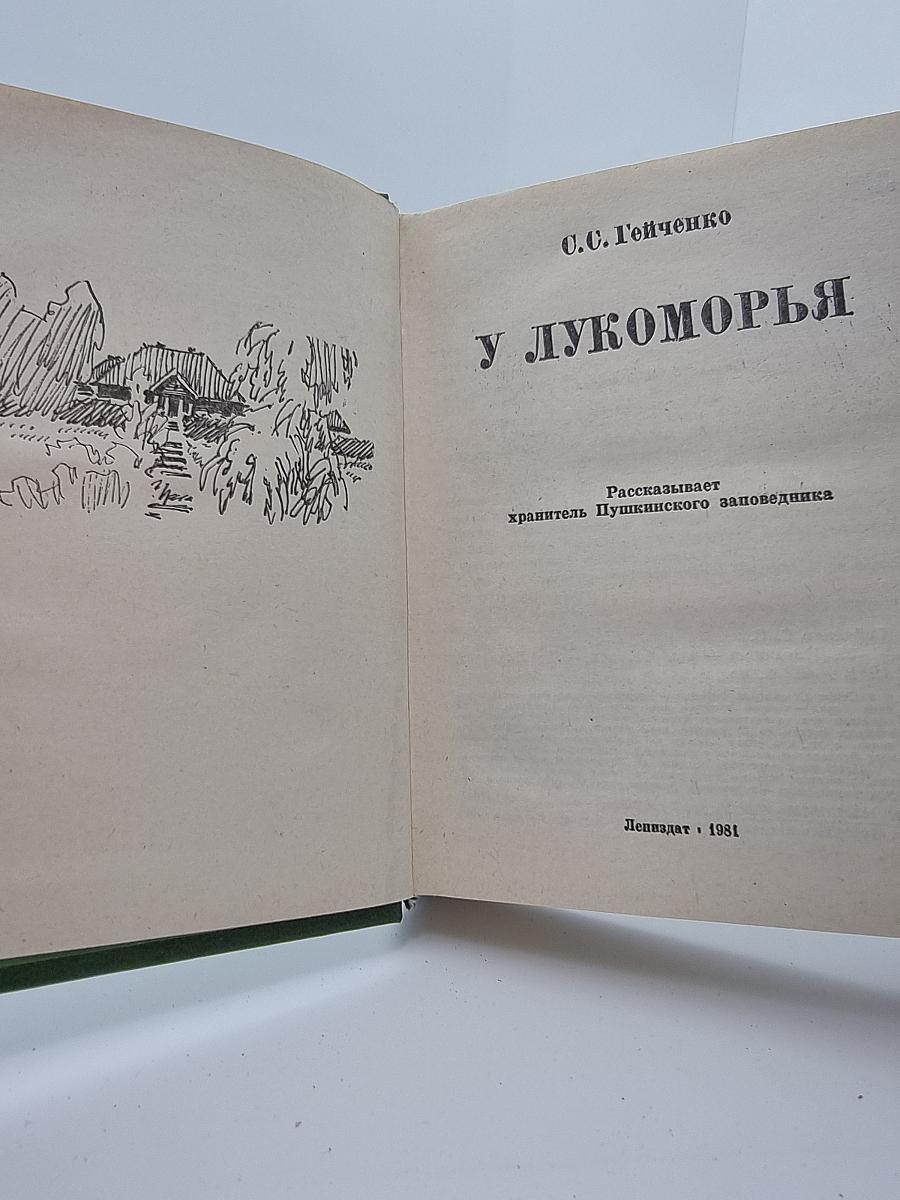 С. С. Гейченко
У ЛУКОМОРЬЯ
Рассказывает
хранитель Пушкинского заповедника
Лениздат • 1981